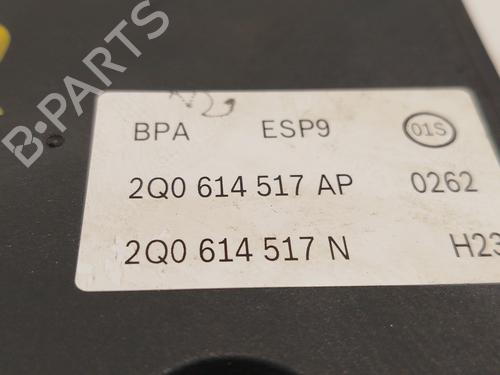 B-PARTS
BPA ESP9 01S
2Q0 614 517 AP 0262
2Q0 614 517 N H23